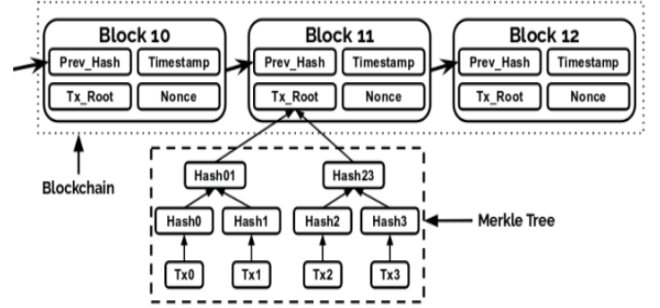 Block 10 Block 11 Block 12
Prev_Hash Timestamp Prev_Hash Timestamp Prev_Hash Timestamp
Tx_Root Nonce Tx_Root Nonce Tx_Root Nonce
Blockchain
Hash01 Hash23
Hash0 Hash1 Hash2 Hash3
Merkle Tree
Tx0 Tx1 Tx2 Tx3